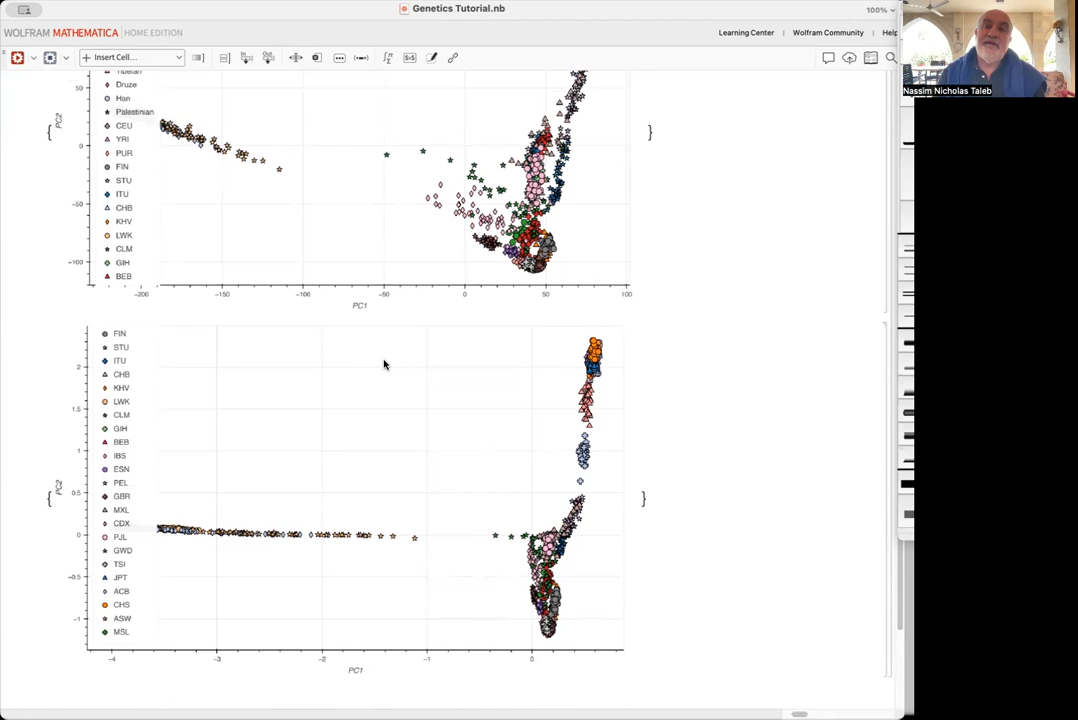 Genetics Tutorial.nb
100%
WOLFRAM MATHEMATICA | HOME EDITION
Learning Center
Wolfram Community
Help
Insert Cell...
Nassim Nicholas Taleb
Tibetan
Druze
Han
Palestinian
CEU
YRI
PUR
FIN
STU
ITU
CHB
KHV
LWK
CLM
GIH
BEB
PC2
50
0
-50
-100
-200
-150
-100
-50
0
50
100
PC1
{
}
FIN
STU
ITU
CHB
KHV
LWK
CLM
GIH
BEB
IBS
ESN
PEL
GBR
MXL
CDX
PJL
GWD
TSI
JPT
ACB
CHS
ASW
MSL
PC2
2
1.5
1
0.5
0
-0.5
-1
-4
-3
-2
-1
0
PC1
{
}